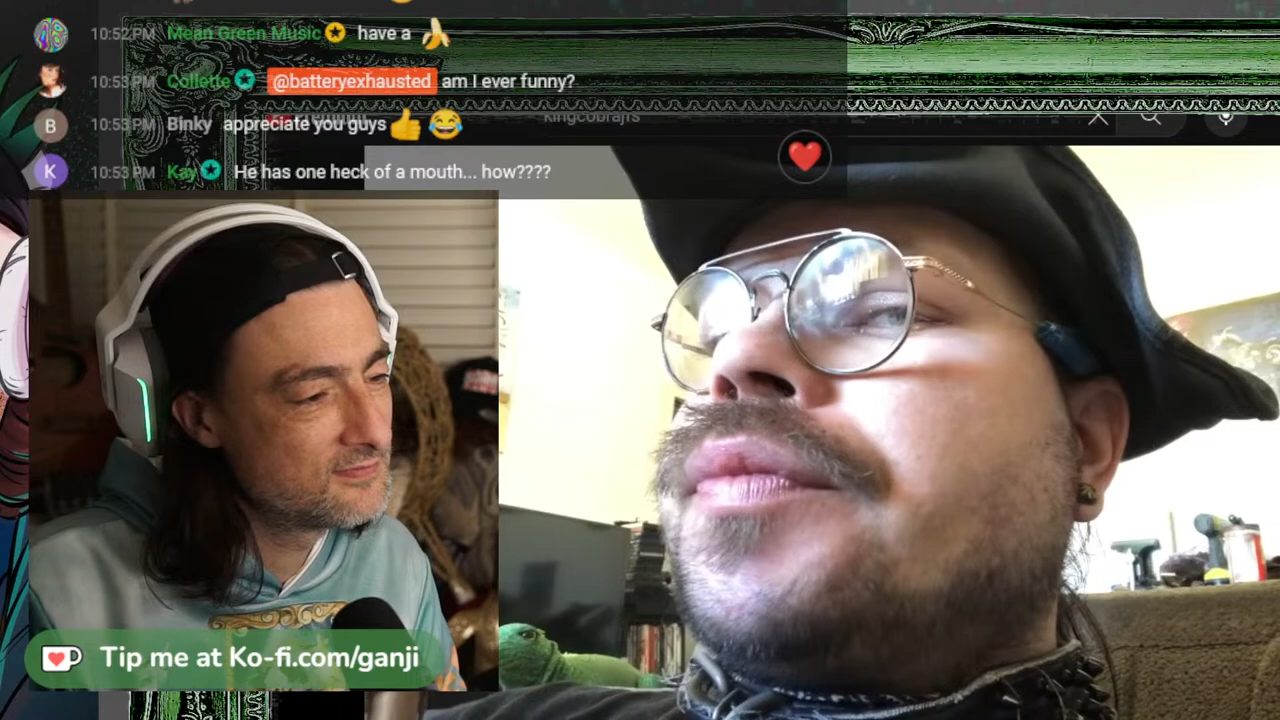 10:52 PM Mean Green Music have a
10:53 PM Collette @batteryexhausted am I ever funny?
B 10:53 PM Binky appreciate you guys
kingcobrajfs
K 10:53 PM Kay He has one heck of a mouth... how????
Tip me at Ko-fi.com/ganji